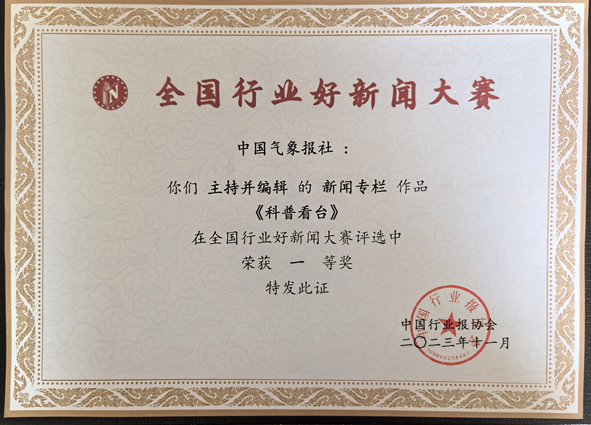 全国行业好新闻大赛
中国气象报社：
你们 主持并编辑 的 新闻专栏 作品
《科普看台》
在全国行业好新闻大赛评选中
荣获 一 等奖
特发此证
中国行业报协会
二〇二三年十一月